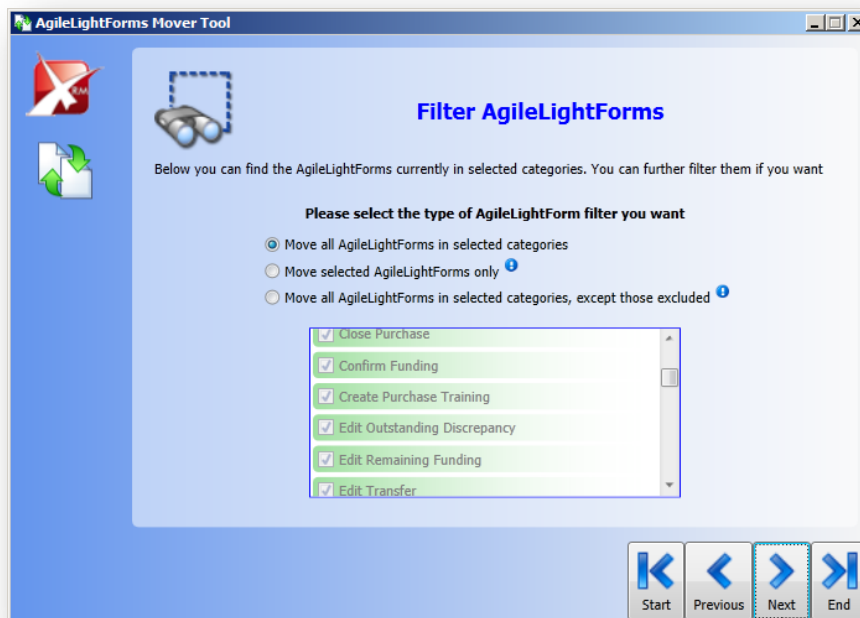 AgileLightForms Mover Tool
RM
Filter AgileLightForms
Below you can find the AgileLightForms currently in selected categories. You can further filter them if you want
Please select the type of AgileLightForm filter you want
Move all AgileLightForms in selected categories
Move selected AgileLightForms only
Move all AgileLightForms in selected categories, except those excluded
Close Purchase
Confirm Funding
Create Purchase Training
Edit Outstanding Discrepancy
Edit Remaining Funding
Edit Transfer
Start Previous Next End